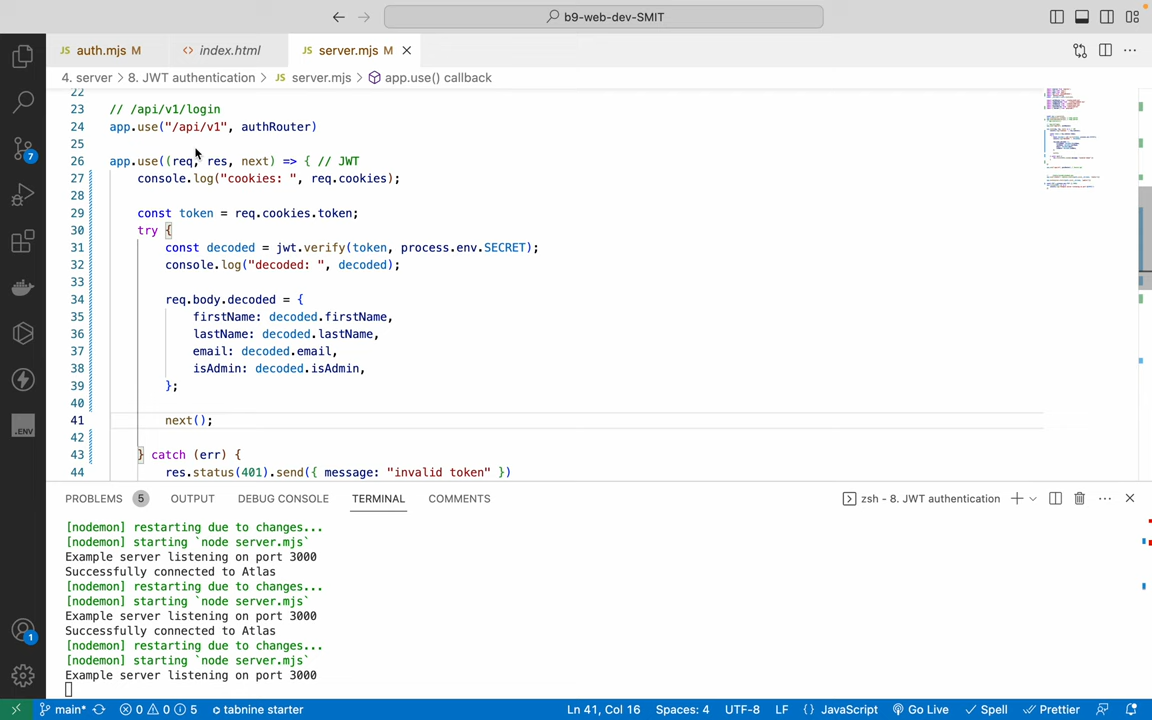 b9-web-dev-SMIT
JS auth.mjs M
<> index.html
JS server.mjs M
4. server > 8. JWT authentication > JS server.mjs > app.use() callback
22
23 // /api/v1/login
24 app.use("/api/v1", authRouter)
25
26 app.use((req, res, next) => { // JWT
27 console.log("cookies: ", req.cookies);
28
29 const token = req.cookies.token;
30 try {
31 const decoded = jwt.verify(token, process.env.SECRET);
32 console.log("decoded: ", decoded);
33
34 req.body.decoded = {
35 firstName: decoded.firstName,
36 lastName: decoded.lastName,
37 email: decoded.email,
38 isAdmin: decoded.isAdmin,
39 };
40
41 next();
42
43 } catch (err) {
44 res.status(401).send({ message: "invalid token" })
7
.ENV
1
PROBLEMS 5 OUTPUT DEBUG CONSOLE TERMINAL COMMENTS
zsh - 8. JWT authentication
[nodemon] restarting due to changes...
[nodemon] starting `node server.mjs`
Example server listening on port 3000
Successfully connected to Atlas
[nodemon] restarting due to changes...
[nodemon] starting `node server.mjs`
Example server listening on port 3000
Successfully connected to Atlas
[nodemon] restarting due to changes...
[nodemon] starting `node server.mjs`
Example server listening on port 3000
main* 0 0 5 tabnine starter
Ln 41, Col 16 Spaces: 4 UTF-8 LF {} JavaScript Go Live Spell Prettier